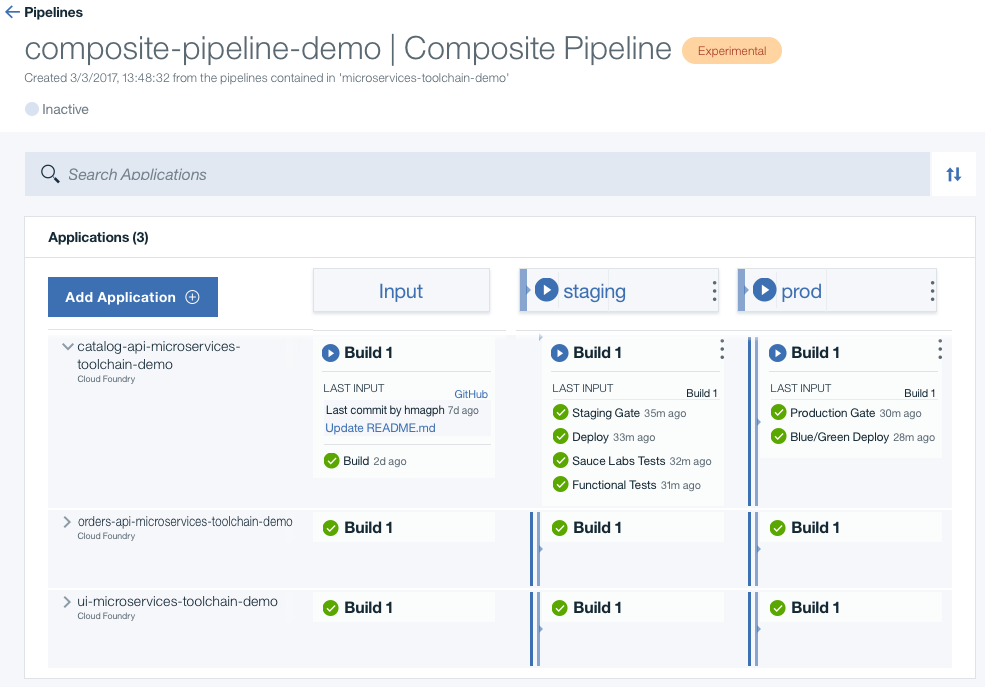 Pipelines
composite-pipeline-demo | Composite Pipeline
Experimental
Created 3/3/2017, 13:48:32 from the pipelines contained in 'microservices-toolchain-demo'
Inactive
Search Applications
Applications (3)
Add Application
Input
staging
prod
catalog-api-microservices-
toolchain-demo
Cloud Foundry
Build 1
LAST INPUT
GitHub
Last commit by hmagph 7d ago
Update README.md
Build 2d ago
Build 1
LAST INPUT
Build 1
Staging Gate 35m ago
Deploy 33m ago
Sauce Labs Tests 32m ago
Functional Tests 31m ago
Build 1
LAST INPUT
Build 1
Production Gate 30m ago
Blue/Green Deploy 28m ago
orders-api-microservices-toolchain-demo
Cloud Foundry
Build 1
Build 1
Build 1
ui-microservices-toolchain-demo
Cloud Foundry
Build 1
Build 1
Build 1